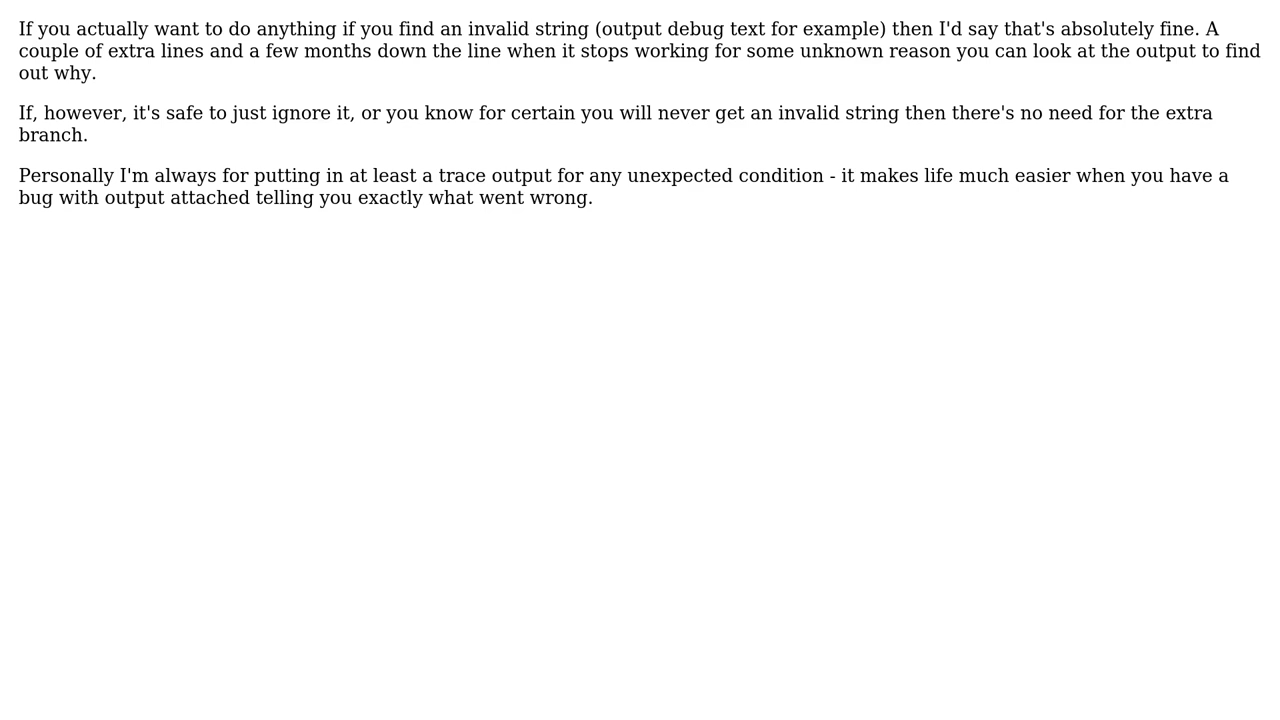 If you actually want to do anything if you find an invalid string (output debug text for example) then I'd say that's absolutely fine. A
couple of extra lines and a few months down the line when it stops working for some unknown reason you can look at the output to find
out why.
If, however, it's safe to just ignore it, or you know for certain you will never get an invalid string then there's no need for the extra
branch.
Personally I'm always for putting in at least a trace output for any unexpected condition - it makes life much easier when you have a
bug with output attached telling you exactly what went wrong.